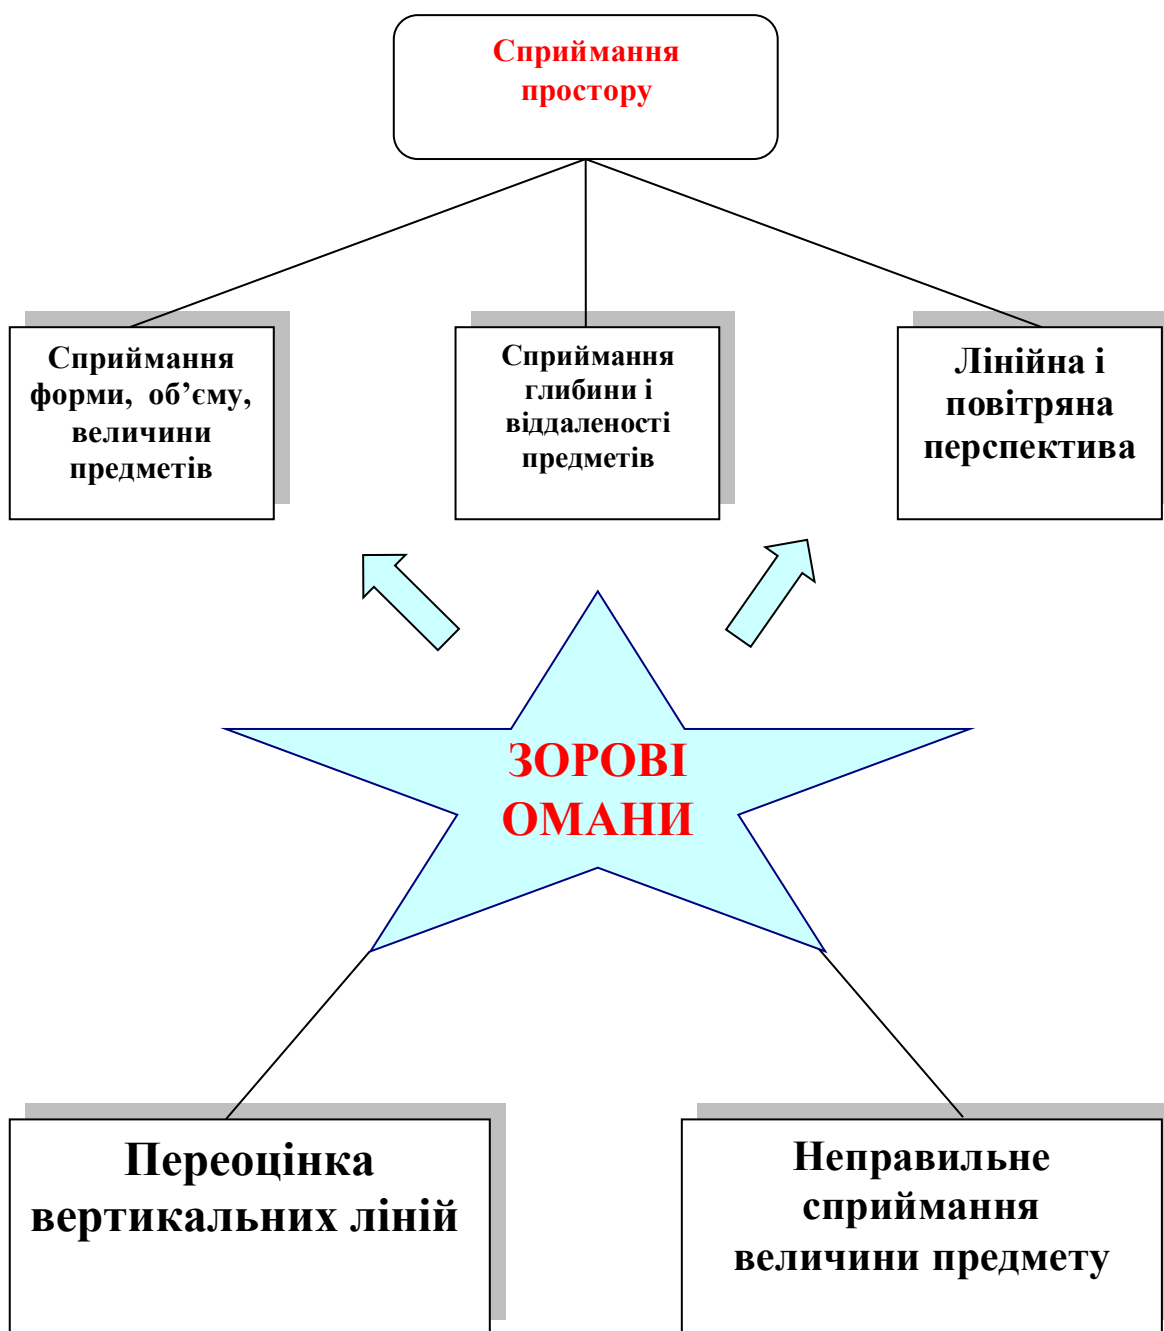 Сприймання
простору
Сприймання
форми, об’єму,
величини
предметів
Сприймання
глибини і
віддаленості
предметів
Лінійна і
повітряна
перспектива
ЗОРОВІ
ОМАНИ
Переоцінка
вертикальних ліній
Неправильне
сприймання
величини предмету